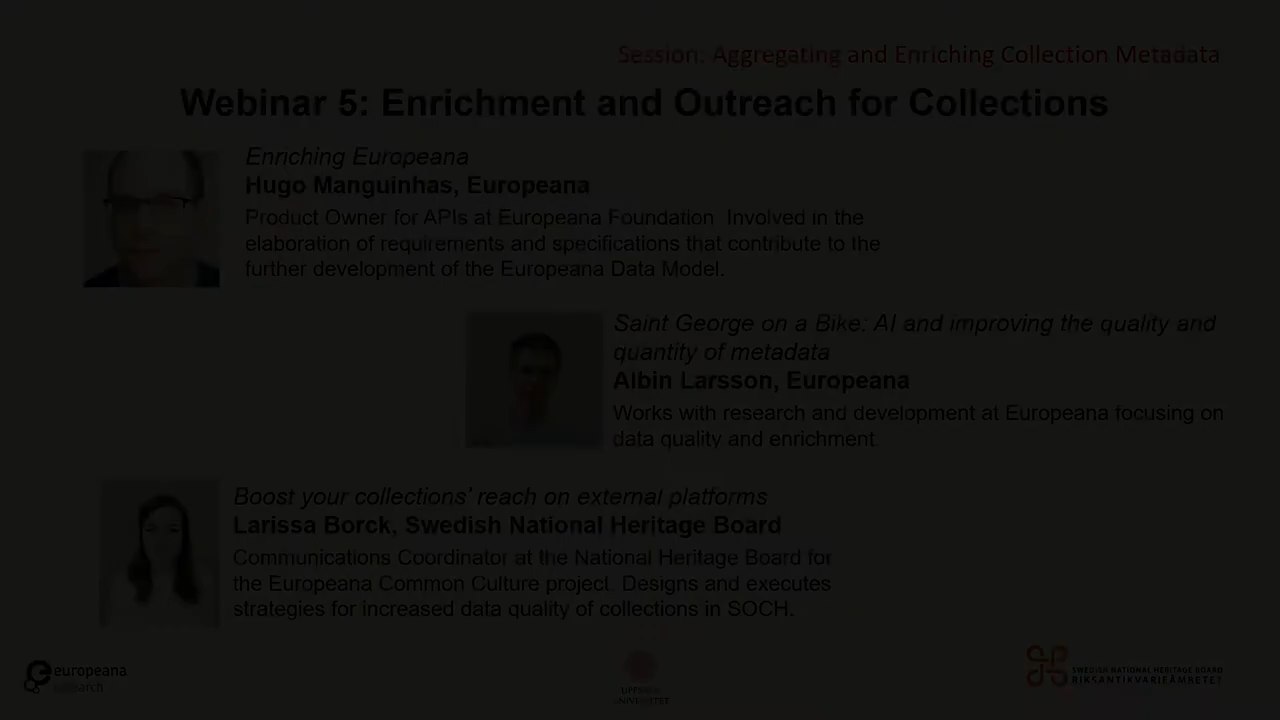 Session: Aggregating and Enriching Collection Metadata
Webinar 5: Enrichment and Outreach for Collections
Enriching Europeana
Hugo Manguinhas, Europeana
Product Owner for APIs at Europeana Foundation. Involved in the
elaboration of requirements and specifications that contribute to the
further development of the Europeana Data Model.
Saint George on a Bike: AI and improving the quality and
quantity of metadata
Albin Larsson, Europeana
Works with research and development at Europeana focusing on
data quality and enrichment.
Boost your collections' reach on external platforms
Larissa Borck, Swedish National Heritage Board
Communications Coordinator at the National Heritage Board for
the Europeana Common Culture project. Designs and executes
strategies for increased data quality of collections in SOCH.
europeana
research
UPPSALA
UNIVERSITET
SWEDISH NATIONAL HERITAGE BOARD
RIKSANTIKVARIEÄMBETET